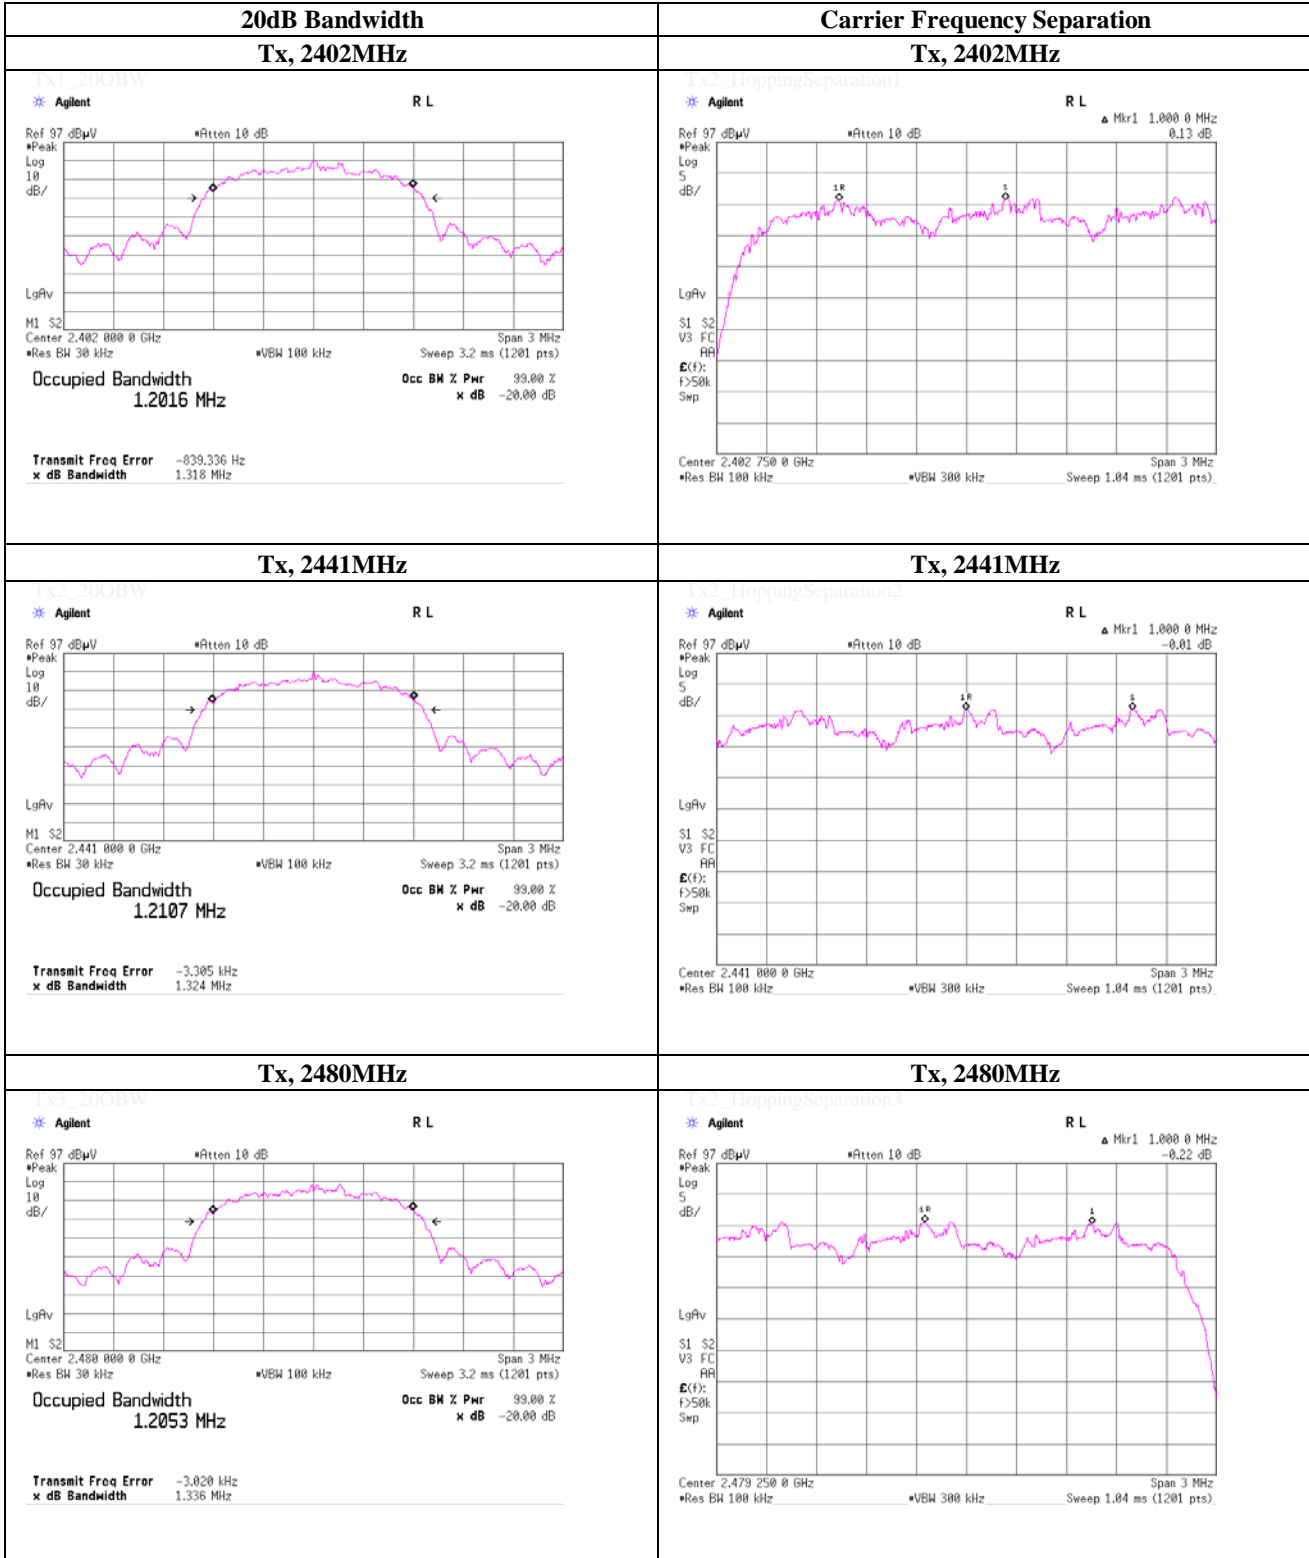 20dB Bandwidth
Carrier Frequency Separation
Tx, 2402MHz
Tx, 2402MHz
Tx1_20OBW
Agilent
R L
Ref 97 dBµV
#Atten 10 dB
#Peak
Log
10
dB/
LgAv
M1 S2
Center 2.402 000 0 GHz
Span 3 MHz
#Res BW 30 kHz
#VBW 100 kHz
Sweep 3.2 ms (1201 pts)
Occupied Bandwidth
1.2016 MHz
Occ BW % Pwr 99.00 %
x dB -20.00 dB
Transmit Freq Error -839.336 Hz
x dB Bandwidth 1.318 MHz
Tx2_HoppingSeparation1
Agilent
R L
Δ Mkr1 1.000 0 MHz
Ref 97 dBµV
#Atten 10 dB
0.13 dB
#Peak
Log
5
dB/
1R
1
LgAv
S1 S2
V3 FC
AA
£(f):
f>50k
Swp
Center 2.402 750 0 GHz
Span 3 MHz
#Res BW 100 kHz
#VBW 300 kHz
Sweep 1.04 ms (1201 pts)
Tx, 2441MHz
Tx, 2441MHz
Tx2_20OBW
Agilent
R L
Ref 97 dBµV
#Atten 10 dB
#Peak
Log
10
dB/
LgAv
M1 S2
Center 2.441 000 0 GHz
Span 3 MHz
#Res BW 30 kHz
#VBW 100 kHz
Sweep 3.2 ms (1201 pts)
Occupied Bandwidth
1.2107 MHz
Occ BW % Pwr 99.00 %
x dB -20.00 dB
Transmit Freq Error -3.305 kHz
x dB Bandwidth 1.324 MHz
Tx2_HoppingSeparation2
Agilent
R L
Δ Mkr1 1.000 0 MHz
Ref 97 dBµV
#Atten 10 dB
-0.01 dB
#Peak
Log
5
dB/
1R
1
LgAv
S1 S2
V3 FC
AA
£(f):
f>50k
Swp
Center 2.441 000 0 GHz
Span 3 MHz
#Res BW 100 kHz
#VBW 300 kHz
Sweep 1.04 ms (1201 pts)
Tx, 2480MHz
Tx, 2480MHz
Tx3_20OBW
Agilent
R L
Ref 97 dBµV
#Atten 10 dB
#Peak
Log
10
dB/
LgAv
M1 S2
Center 2.480 000 0 GHz
Span 3 MHz
#Res BW 30 kHz
#VBW 100 kHz
Sweep 3.2 ms (1201 pts)
Occupied Bandwidth
1.2053 MHz
Occ BW % Pwr 99.00 %
x dB -20.00 dB
Transmit Freq Error -3.020 kHz
x dB Bandwidth 1.336 MHz
Tx2_HoppingSeparation3
Agilent
R L
Δ Mkr1 1.000 0 MHz
Ref 97 dBµV
#Atten 10 dB
-0.22 dB
#Peak
Log
5
dB/
1R
1
LgAv
S1 S2
V3 FC
AA
£(f):
f>50k
Swp
Center 2.479 250 0 GHz
Span 3 MHz
#Res BW 100 kHz
#VBW 300 kHz
Sweep 1.04 ms (1201 pts)